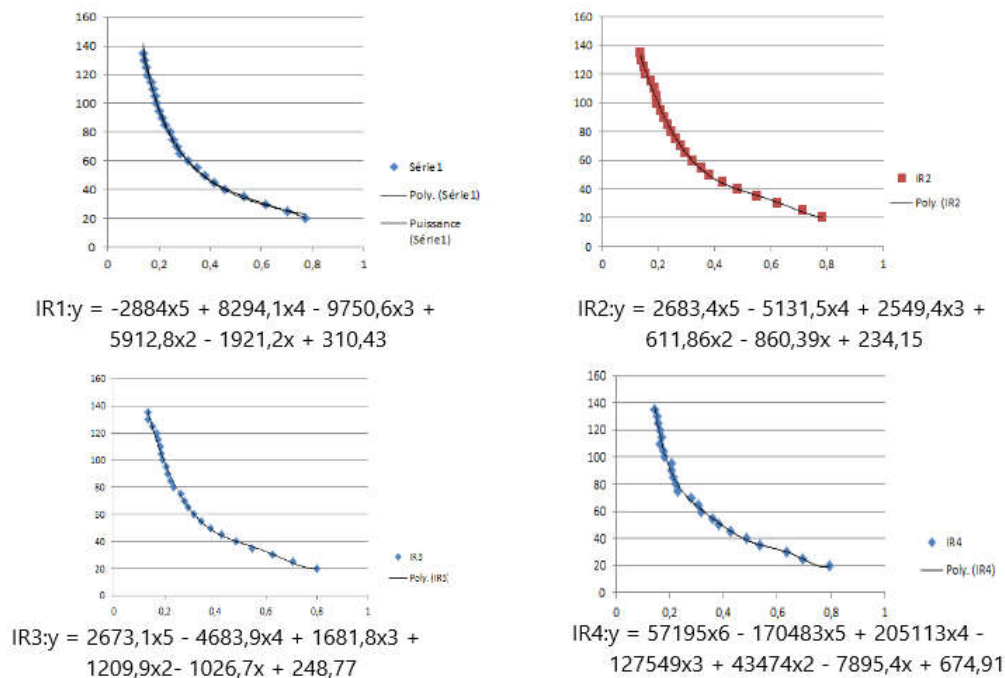 160
140
120
100
80
60
40
20
0
0 0,2 0,4 0,6 0,8 1
Série1
Poly. (Série1)
Puissance
(Série1)
160
140
120
100
80
60
40
20
0
0 0,2 0,4 0,6 0,8 1
IR2
Poly. (IR2
IR1:y = -2884x5 + 8294,1x4 - 9750,6x3 +
5912,8x2 - 1921,2x + 310,43
IR2:y = 2683,4x5 - 5131,5x4 + 2549,4x3 +
611,86x2 - 860,39x + 234,15
160
140
120
100
80
60
40
20
0
0 0,2 0,4 0,6 0,8 1
IR3
Poly. (IR3)
160
140
120
100
80
60
40
20
0
0 0,2 0,4 0,6 0,8 1
IR4
Poly. (IR4)
IR3:y = 2673,1x5 - 4683,9x4 + 1681,8x3 +
1209,9x2- 1026,7x + 248,77
IR4:y = 57195x6 - 170483x5 + 205113x4 -
127549x3 + 43474x2 - 7895,4x + 674,91